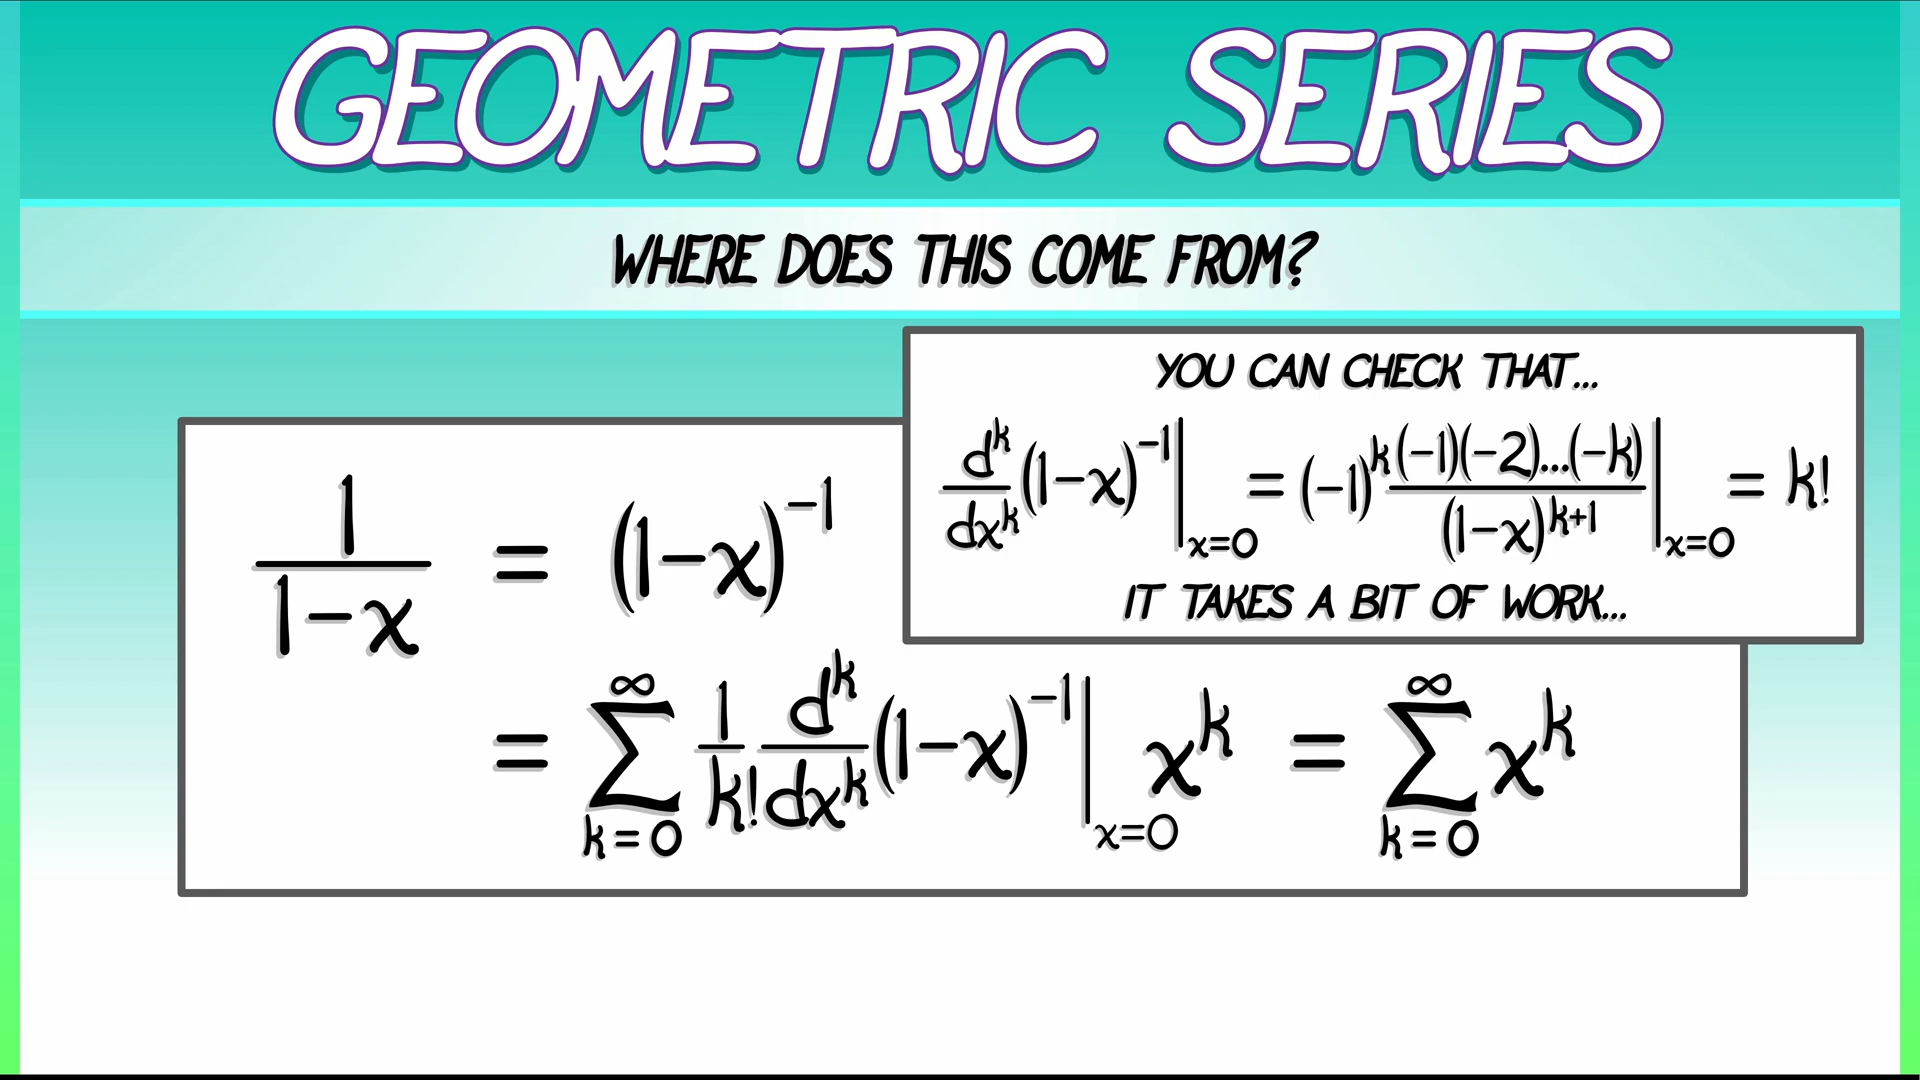 GEOMETRIC SERIES
WHERE DOES THIS COME FROM?
YOU CAN CHECK THAT...
d^k/dx^k (1-x)^-1 |x=0 = (-1)^k (-1)(-2)...(-k)/(1-x)^k+1 |x=0 = k!
IT TAKES A BIT OF WORK...
1/1-x = (1-x)^-1
= ∑ k=0 ∞ 1/k! d^k/dx^k (1-x)^-1 |x=0 x^k = ∑ k=0 ∞ x^k